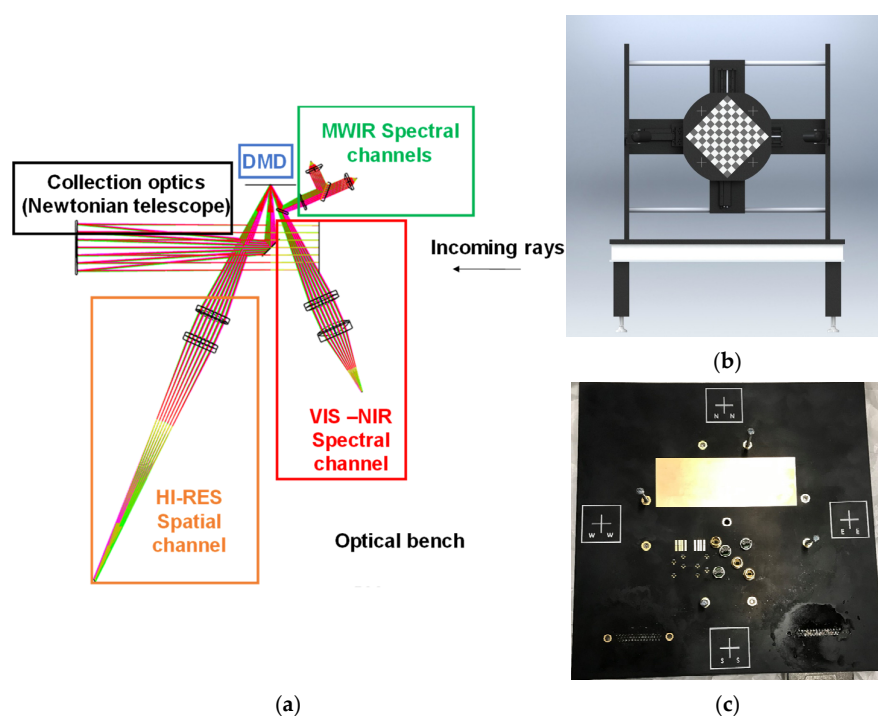 MWIR Spectral
channels
DMD
Collection optics
(Newtonian telescope)
Incoming rays
VIS –NIR
Spectral
channel
HI-RES
Spatial
channel
Optical bench
(a)
(b)
N N
W W
E E
S S
(c)